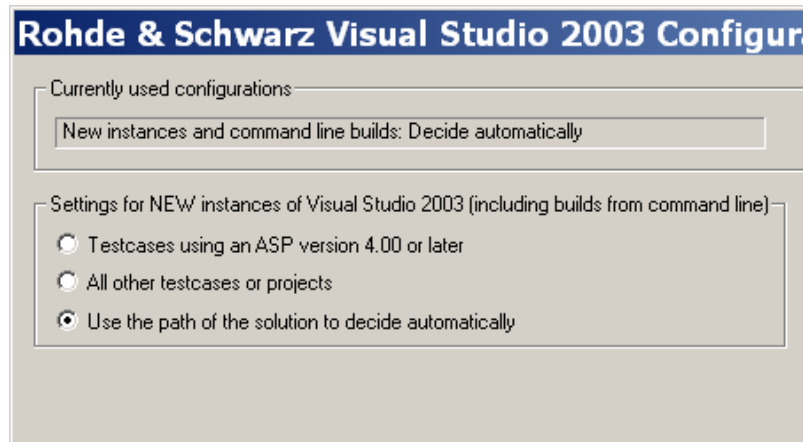 Rohde & Schwarz Visual Studio 2003
Currently used configurations
New instances and command line builds: Decide automatically
Settings for NEW instances of Visual Studio 2003 (including builds from command line)
Testcases using an ASP version 4.00 or later
All other testcases or projects
Use the path of the solution to decide automatically